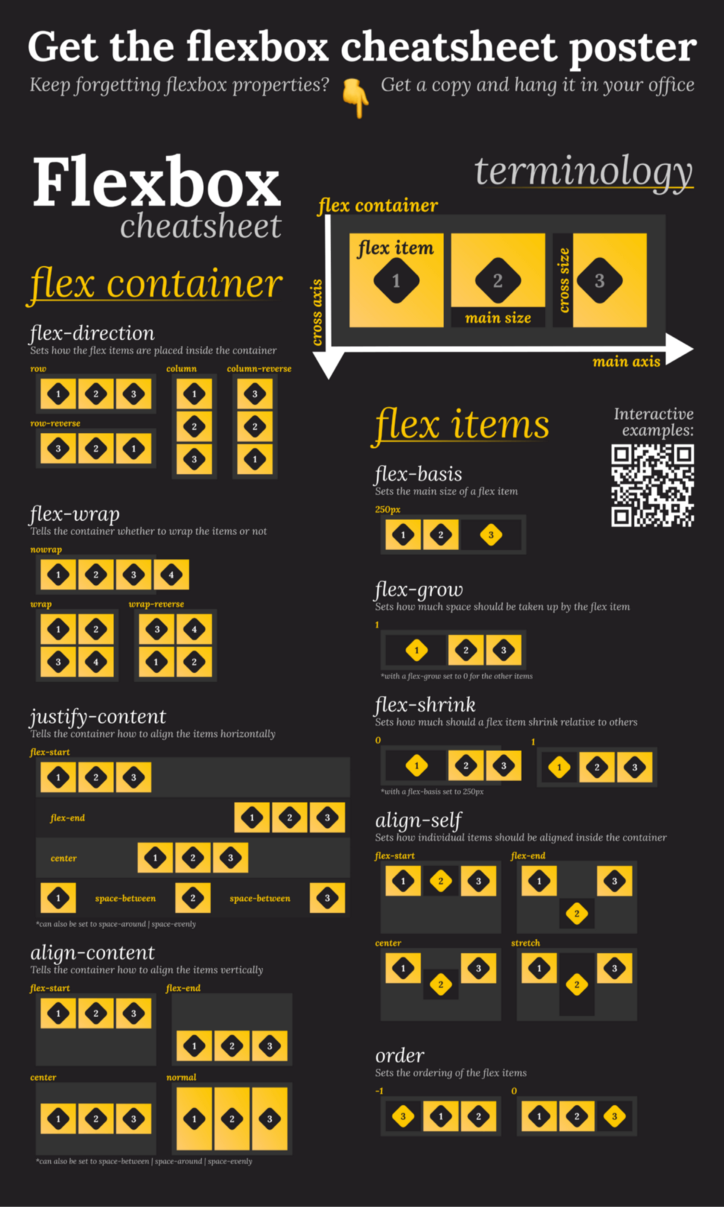 Get the flexbox cheatsheet poster
Keep forgetting flexbox properties? Get a copy and hang it in your office
Flexbox
cheatsheet
terminology
flex container
flex item
1
2
main size
cross size
3
cross axis
main axis
flex container
flex-direction
Sets how the flex items are placed inside the container
row
1 2 3
row-reverse
3 2 1
column
1
2
3
column-reverse
3
2
1
flex-wrap
Tells the container whether to wrap the items or not
nowrap
1 2 3 4
wrap
1 2
3 4
wrap-reverse
3 4
1 2
justify-content
Tells the container how to align the items horizontally
flex-start
1 2 3
flex-end
1 2 3
center
1 2 3
1 space-between 2 space-between 3
*can also be set to space-around | space-evenly
align-content
Tells the container how to align the items vertically
flex-start
1 2 3
flex-end
1 2 3
center
1 2 3
normal
1 2 3
*can also be set to space-between | space-around | space-evenly
flex items
Interactive
examples:
flex-basis
Sets the main size of a flex item
250px
1 2 3
flex-grow
Sets how much space should be taken up by the flex item
1
1 2 3
*with a flex-grow set to 0 for the other items
flex-shrink
Sets how much should a flex item shrink relative to others
0
1 2 3
1
1 2 3
*with a flex-basis set to 250px
align-self
Sets how individual items should be aligned inside the container
flex-start
1 2 3
flex-end
1 3
2
center
1 3
2
stretch
1 3
2
order
Sets the ordering of the flex items
-1
3 1 2
0
1 2 3